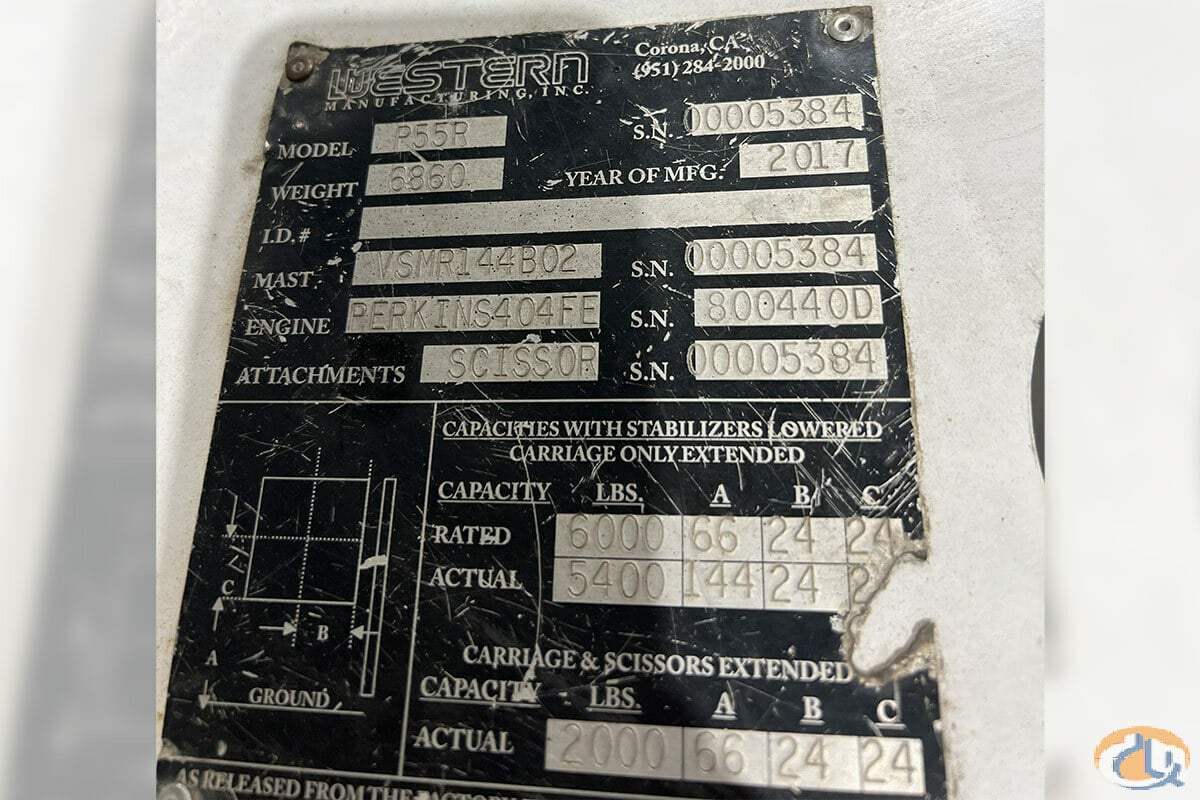 WESTERN Corona, CA
MANUFACTURING, INC. (951) 284-2000
MODEL P55R S.N. 00005384
WEIGHT 6860 YEAR OF MFG. 2017
I.D.#
MAST VSMR144B02 S.N. 00005384
ENGINE PERKINS404FE S.N. 800440D
ATTACHMENTS SCISSOR S.N. 00005384
CAPACITIES WITH STABILIZERS LOWERED
CARRIAGE ONLY EXTENDED
CAPACITY LBS. A B C
RATED 6000 66 24 24
ACTUAL 5400 144 24
C
B
A
GROUND
CARRIAGE & SCISSORS EXTENDED
CAPACITY LBS. A B C
ACTUAL 2000 66 24 24
AS RELEASED FROM THE FACTORY